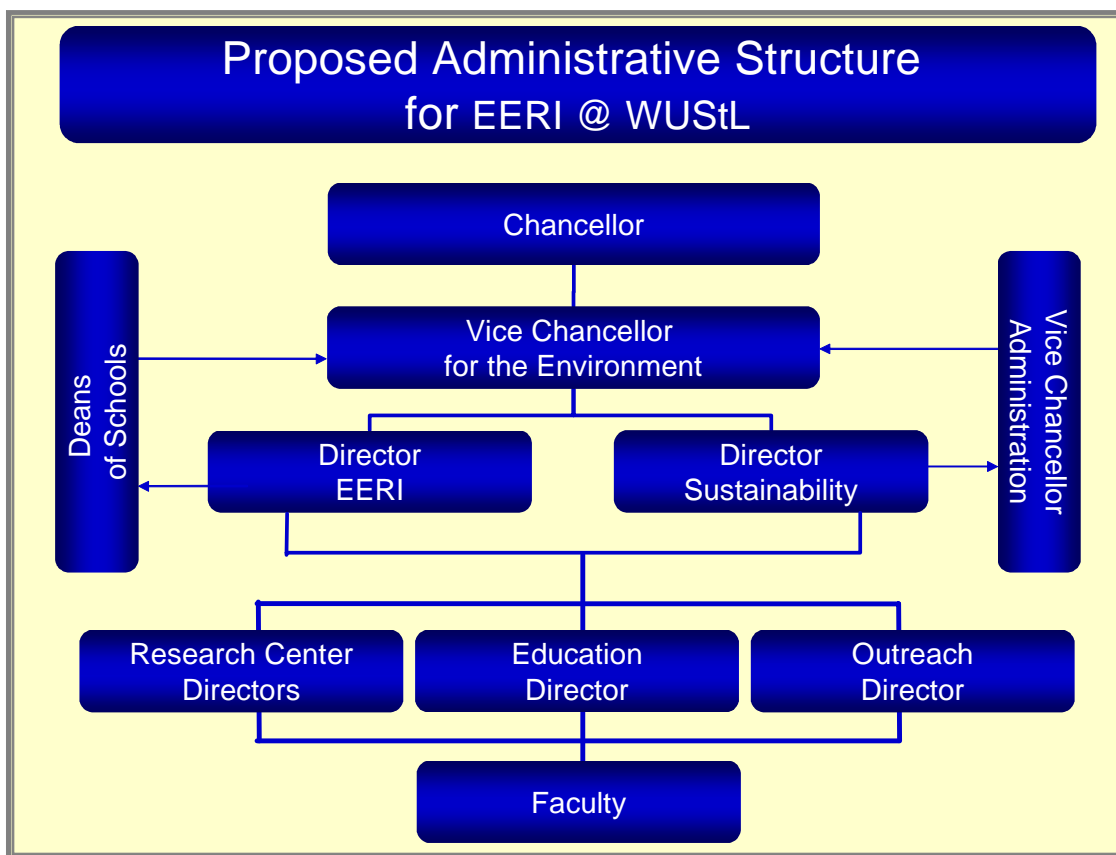 Proposed Administrative Structure
for EERI @ WUStL
Chancellor
Deans
of Schools
Vice Chancellor
for the Environment
Vice Chancellor
Administration
Director
EERI
Director
Sustainability
Research Center
Directors
Education
Director
Outreach
Director
Faculty